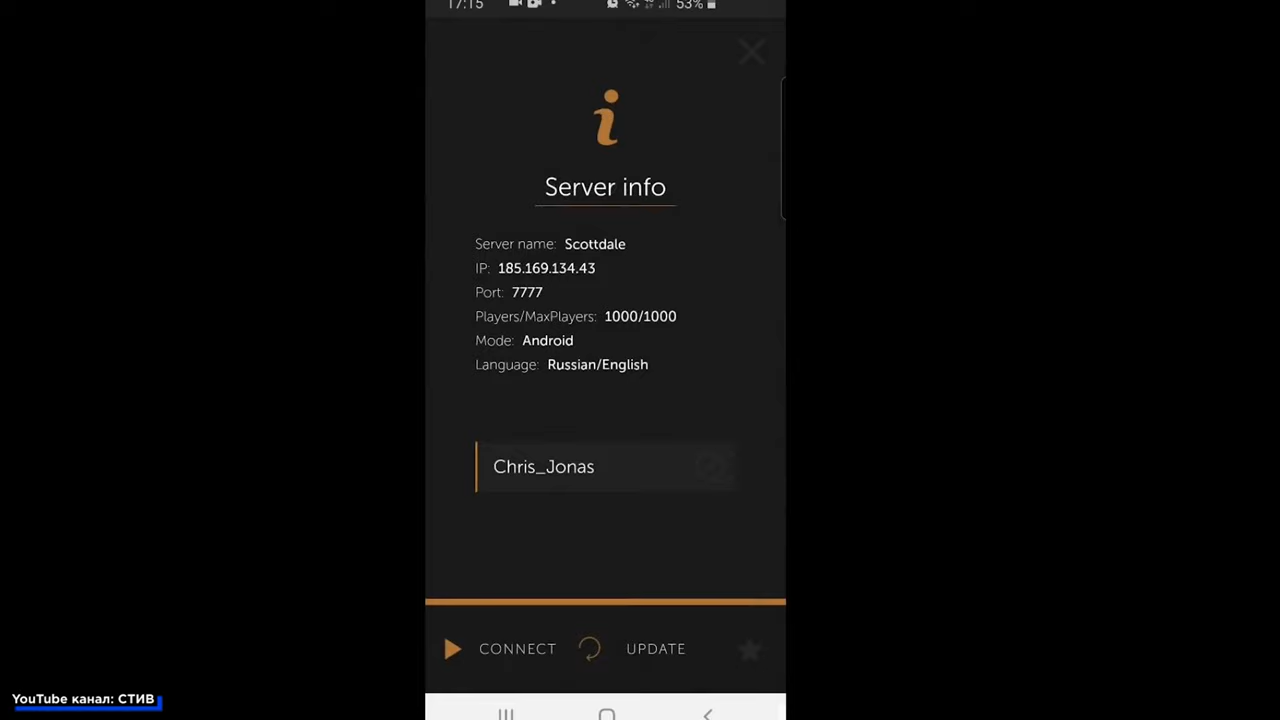 17:15
53%
Server info
Server name: Scottdale
IP: 185.169.134.43
Port: 7777
Players/MaxPlayers: 1000/1000
Mode: Android
Language: Russian/English
Chris_Jonas
CONNECT
UPDATE
YouTube канал: СТИВ